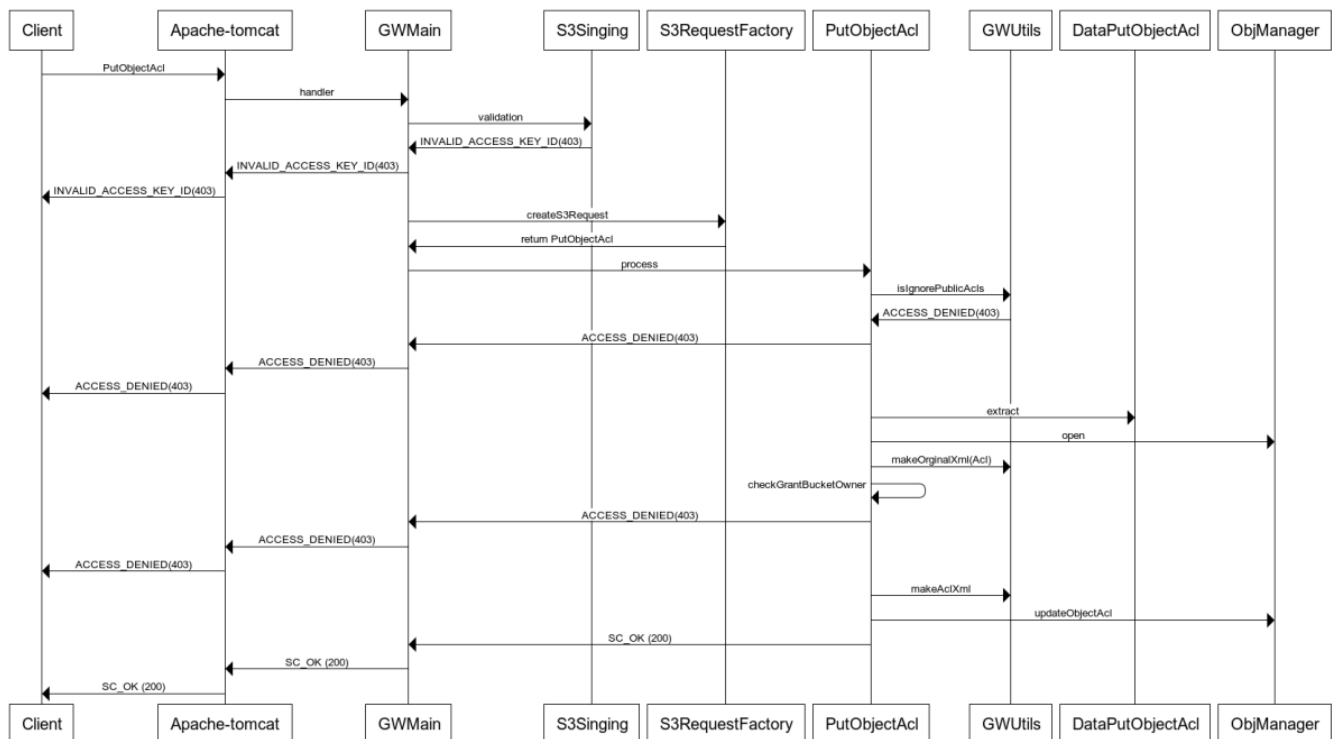 Client Apache-tomcat GWMain S3Singing S3RequestFactory PutObjectAcl GWUtils DataPutObjectAcl ObjManager
PutObjectAcl
handler
validation
INVALID_ACCESS_KEY_ID(403)
INVALID_ACCESS_KEY_ID(403)
INVALID_ACCESS_KEY_ID(403)
createS3Request
return PutObjectAcl
process
isIgnorePublicAcls
ACCESS_DENIED(403)
ACCESS_DENIED(403)
ACCESS_DENIED(403)
ACCESS_DENIED(403)
extract
open
makeOrginalXml(Acl)
checkGrantBucketOwner
ACCESS_DENIED(403)
ACCESS_DENIED(403)
ACCESS_DENIED(403)
makeAclXml
updateObjectAcl
SC_OK (200)
SC_OK (200)
SC_OK (200)
Client Apache-tomcat GWMain S3Singing S3RequestFactory PutObjectAcl GWUtils DataPutObjectAcl ObjManager